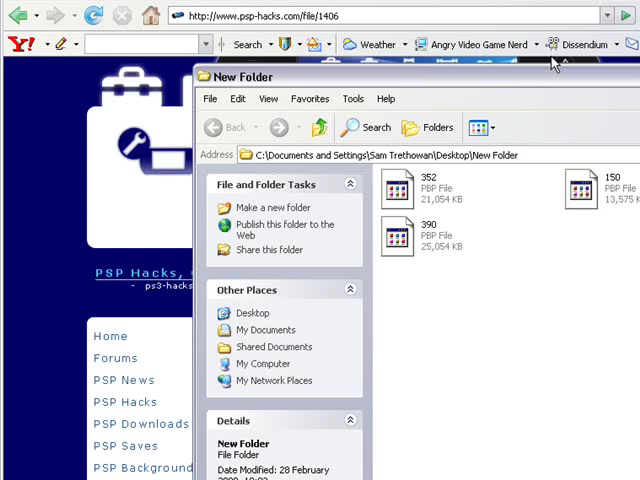 http://www.psp-hacks.com/file/1406
Y!
Search
Weather
Angry Video Game Nerd
Dissendium
New Folder
File Edit View Favorites Tools Help
Back
Search
Folders
Address C:\Documents and Settings\Sam Trethowan\Desktop\New Folder
File and Folder Tasks
Make a new folder
Publish this folder to the
Web
Share this folder
Other Places
Desktop
My Documents
Shared Documents
My Computer
My Network Places
Details
New Folder
File Folder
Date Modified: 28 February
352
PBP File
21,054 KB
150
PBP File
13,575 K
390
PBP File
25,054 KB
PSP Hacks,
- ps3-hacks
Home
Forums
PSP News
PSP Hacks
PSP Downloads
PSP Saves
PSP Background